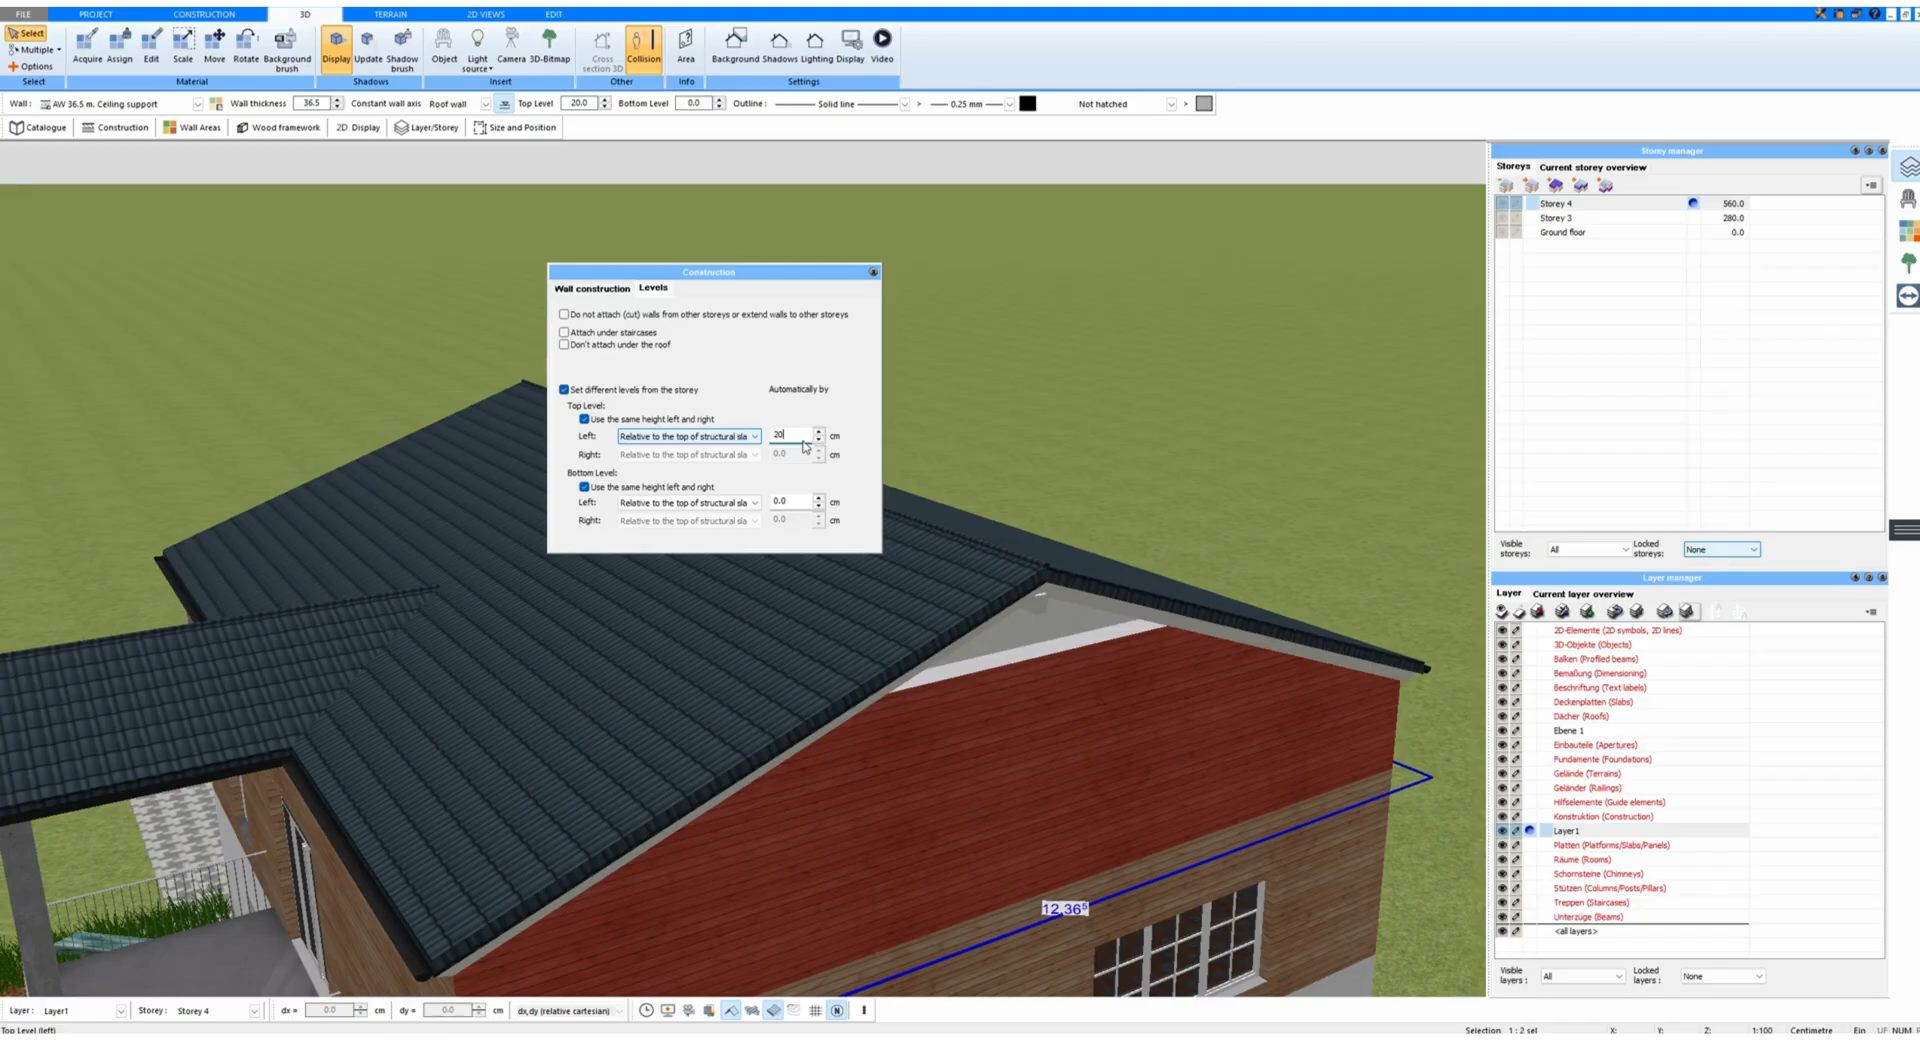 FILE PROJECT CONSTRUCTION 3D TERRAIN 2D VIEWS EDIT
Select
Multiple
Options
Select
Acquire Assign Edit Scale Move Rotate Background brush
Material
Display Update Shadow brush
Shadows
Object Light source Camera 3D-Bitmap
Insert
Cross section 3D Collision
Other
Area
Info
Background Shadows Lighting Display Video
Settings
Wall : AW 36.5 m. Ceiling support Wall thickness 36.5 Constant wall axis Roof wall Top Level 20.0 Bottom Level 0.0 Outline : Solid line > 0.25 mm Not hatched >
Catalogue Construction Wall Areas Wood framework 2D Display Layer/Storey Size and Position
Construction
Wall construction Levels
Do not attach (cut) walls from other storeys or extend walls to other storeys
Attach under staircases
Don't attach under the roof
Set different levels from the storey Automatically by
Top Level:
Use the same height left and right
Left: Relative to the top of structural sla 20 cm
Right: Relative to the top of structural sla 0.0 cm
Bottom Level:
Use the same height left and right
Left: Relative to the top of structural sla 0.0 cm
Right: Relative to the top of structural sla 0.0 cm
12,36⁵
Storey manager
Storeys Current storey overview
Storey 4 560.0
Storey 3 280.0
Ground floor 0.0
Visible storeys: All Locked storeys: None
Layer manager
Layer Current layer overview
2D-Elemente (2D symbols, 2D lines)
3D-Objekte (Objects)
Balken (Profiled beams)
Bemaßung (Dimensioning)
Beschriftung (Text labels)
Deckenplatten (Slabs)
Dächer (Roofs)
Ebene 1
Einbauteile (Apertures)
Fundamente (Foundations)
Gelände (Terrains)
Geländer (Railings)
Hilfselemente (Guide elements)
Konstruktion (Construction)
Layer1
Platten (Platforms/Slabs/Panels)
Räume (Rooms)
Schornsteine (Chimneys)
Stützen (Columns/Posts/Pillars)
Treppen (Staircases)
Unterzüge (Beams)
<all layers>
Visible layers: All Locked layers: None
Layer : Layer1 Storey : Storey 4 dx = 0.0 cm dy = 0.0 cm dx,dy (relative cartesian)
Top Level (left) Selection 1 : 2 sel X: Y: Z: 1:100 Centimetre Ein UF NUM